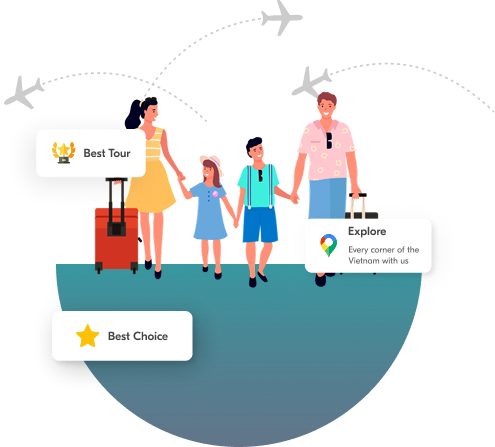 Best Tour
Explore
Every corner of the
Vietnam with us
Best Choice